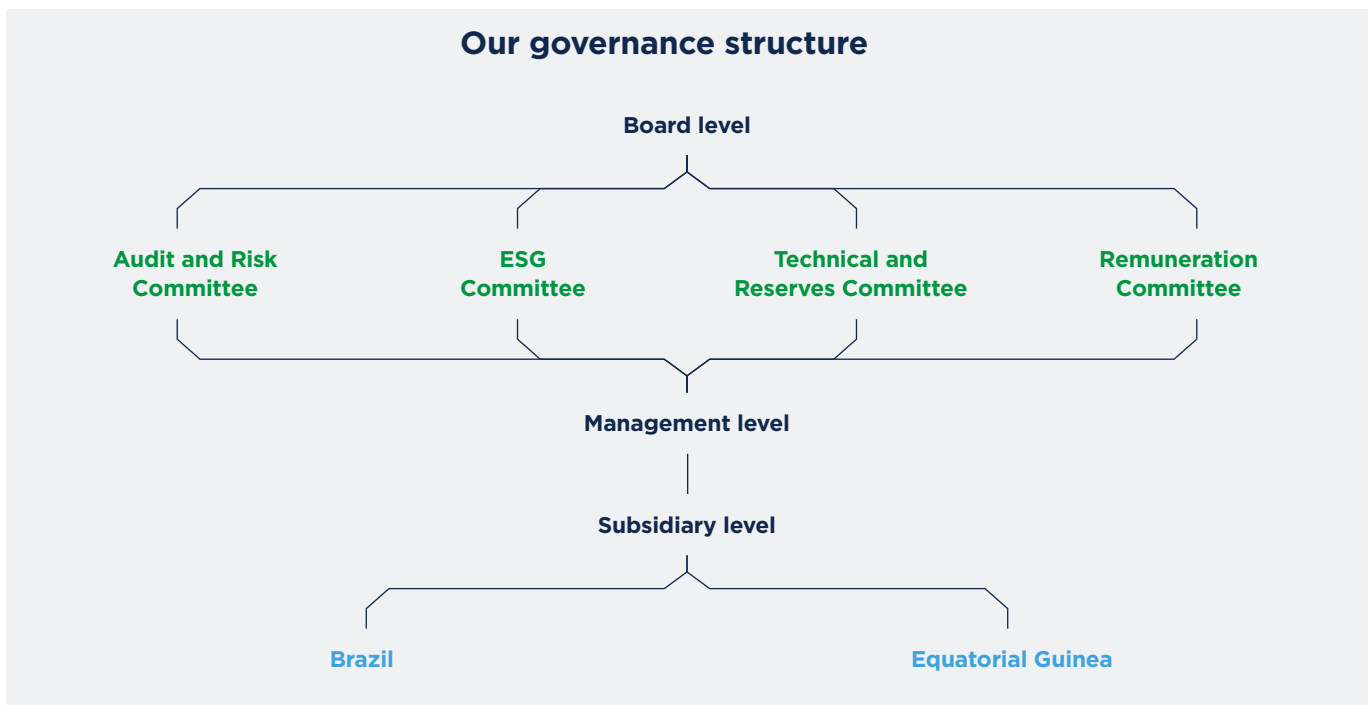 Our governance structure
Board level
Audit and Risk
Committee
ESG
Committee
Technical and
Reserves Committee
Remuneration
Committee
Management level
Subsidiary level
Brazil
Equatorial Guinea